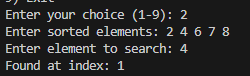 9) Exit
Enter your choice (1-9): 2
Enter sorted elements: 2 4 6 7 8
Enter element to search: 4
Found at index: 1